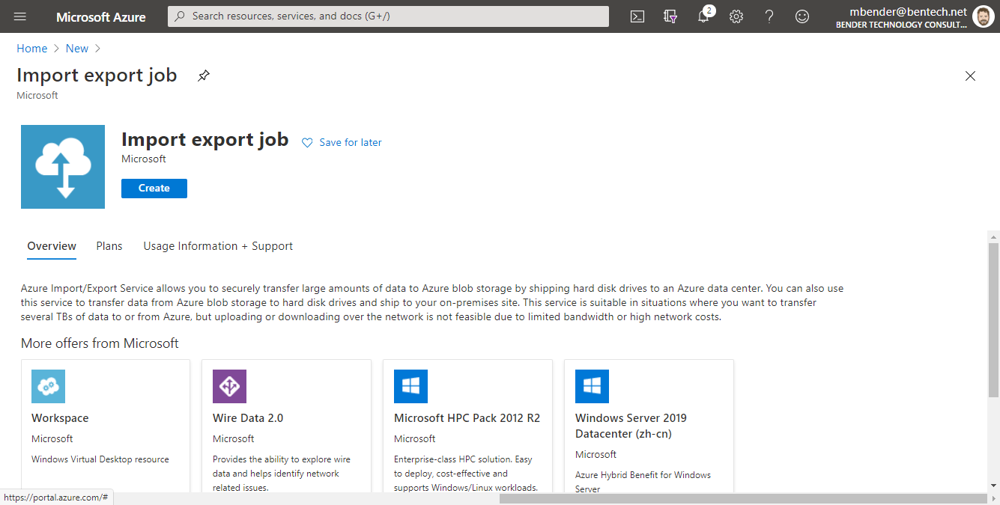 Microsoft Azure
Search resources, services, and docs (G+/)
2
mbender@bentech.net
BENDER TECHNOLOGY CONSULT...
Home > New >
Import export job
Microsoft
Import export job
Save for later
Microsoft
Create
Overview Plans Usage Information + Support
Azure Import/Export Service allows you to securely transfer large amounts of data to Azure blob storage by shipping hard disk drives to an Azure data center. You can also use
this service to transfer data from Azure blob storage to hard disk drives and ship to your on-premises site. This service is suitable in situations where you want to transfer
several TBs of data to or from Azure, but uploading or downloading over the network is not feasible due to limited bandwidth or high network costs.
More offers from Microsoft
Workspace
Microsoft
Windows Virtual Desktop resource
Wire Data 2.0
Microsoft
Provides the ability to explore wire
data and helps identify network
related issues.
Microsoft HPC Pack 2012 R2
Microsoft
Enterprise-class HPC solution. Easy
to deploy, cost-effective and
supports Windows/Linux workloads.
Windows Server 2019
Datacenter (zh-cn)
Microsoft
Azure Hybrid Benefit for Windows
Server
https://portal.azure.com/#